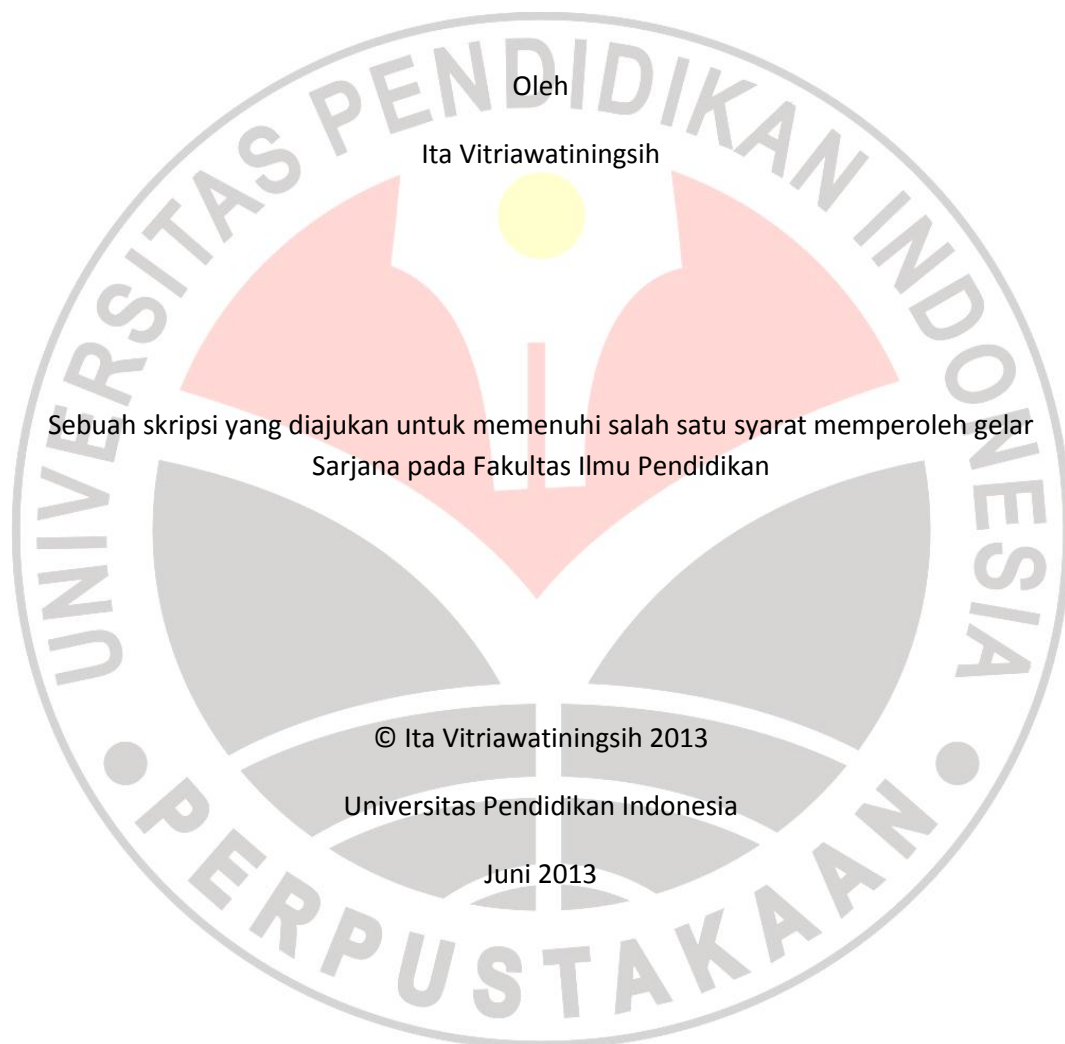 UNIVERSITAS PENDIDIKAN INDONESIA
Oleh
Ita Vitriawatiningsih
Sebuah skripsi yang diajukan untuk memenuhi salah satu syarat memperoleh gelar
Sarjana pada Fakultas Ilmu Pendidikan
© Ita Vitriawatiningsih 2013
Universitas Pendidikan Indonesia
Juni 2013
PERPUSTAKAAN